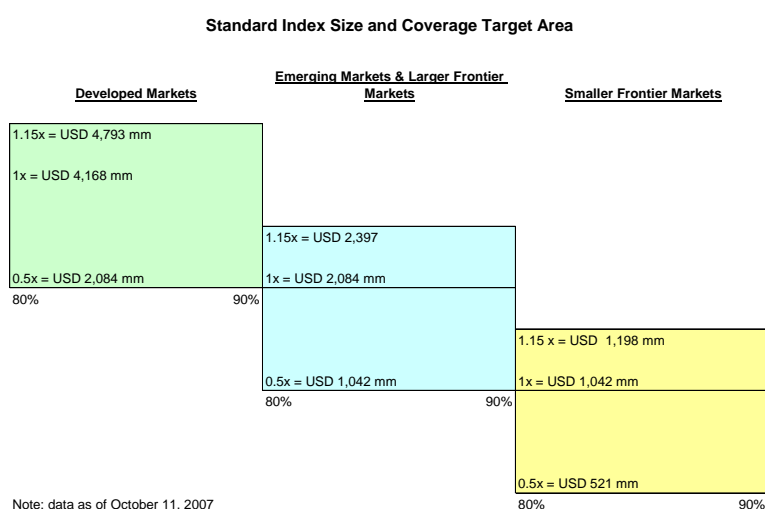 Standard Index Size and Coverage Target Area
Developed Markets
Emerging Markets & Larger Frontier
Markets
Smaller Frontier Markets
1.15x = USD 4,793 mm
1x = USD 4,168 mm
0.5x = USD 2,084 mm
80%
90%
1.15x = USD 2,397
1x = USD 2,084 mm
0.5x = USD 1,042 mm
80%
90%
1.15 x = USD  1,198 mm
1x = USD 1,042 mm
0.5x = USD 521 mm
80%
90%
Note: data as of October 11, 2007